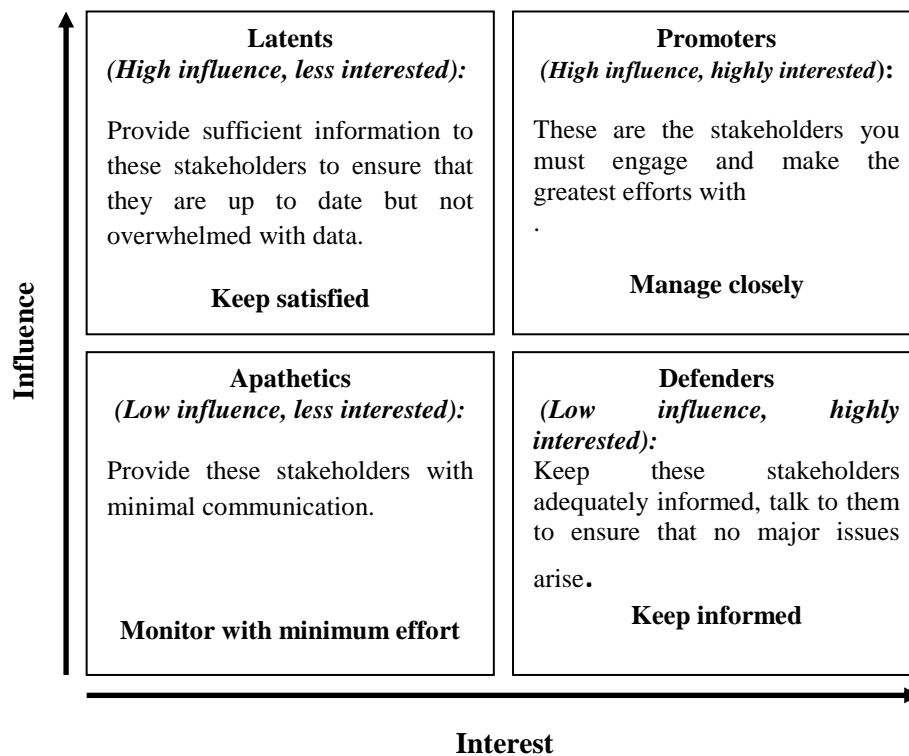 Latents
(High influence, less interested):
Provide sufficient information to
these stakeholders to ensure that
they are up to date but not
overwhelmed with data.
Keep satisfied
Promoters
(High influence, highly interested):
These are the stakeholders you
must engage and make the
greatest efforts with
.
Manage closely
Influence
Apathetics
(Low influence, less interested):
Provide these stakeholders with
minimal communication.
Monitor with minimum effort
Defenders
(Low influence, highly
interested):
Keep these stakeholders
adequately informed, talk to them
to ensure that no major issues
arise.
Keep informed
Interest